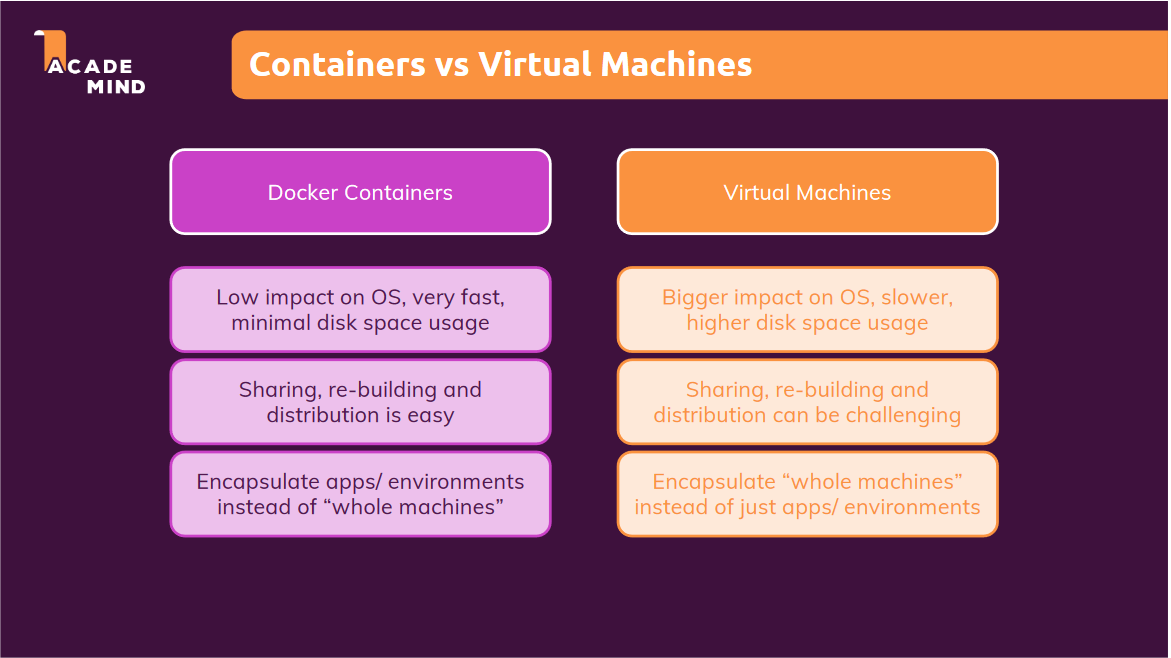 ACADE
MIND
Containers vs Virtual Machines
Docker Containers
Virtual Machines
Low impact on OS, very fast,
minimal disk space usage
Bigger impact on OS, slower,
higher disk space usage
Sharing, re-building and
distribution is easy
Sharing, re-building and
distribution can be challenging
Encapsulate apps/ environments
instead of “whole machines”
Encapsulate “whole machines”
instead of just apps/ environments